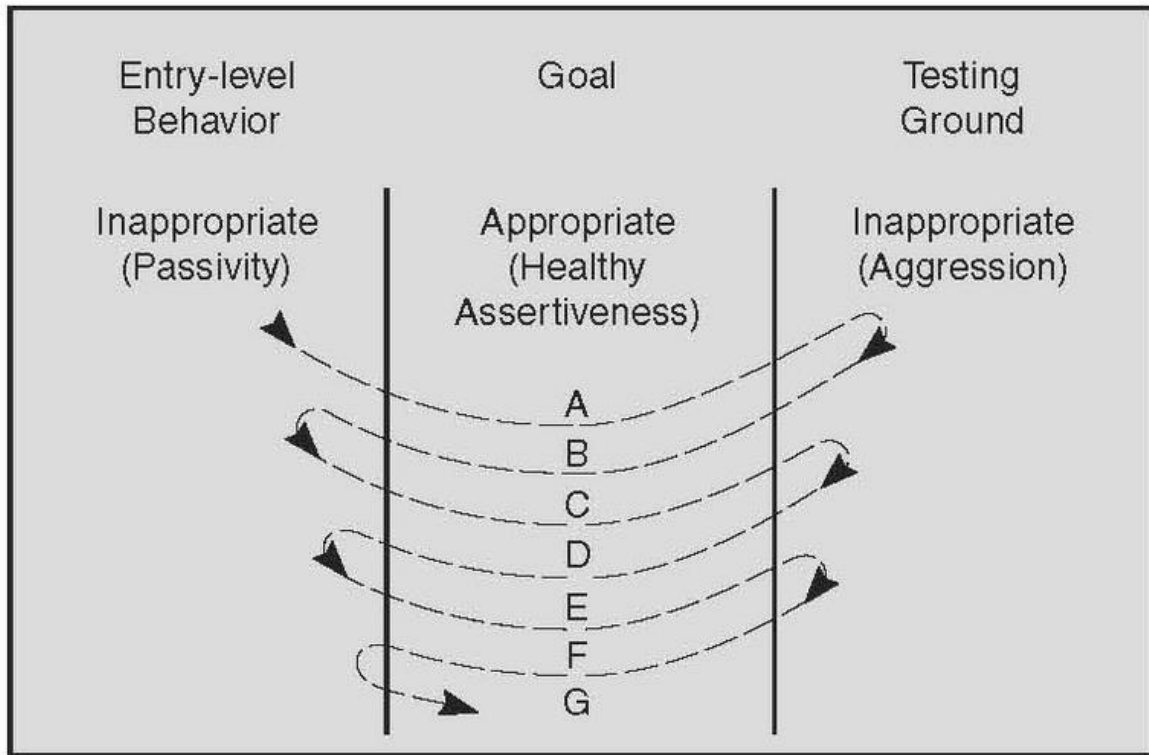 Entry-level
Behavior
Goal
Testing
Ground
Inappropriate
(Passivity)
Appropriate
(Healthy
Assertiveness)
Inappropriate
(Aggression)
A
B
C
D
E
F
G